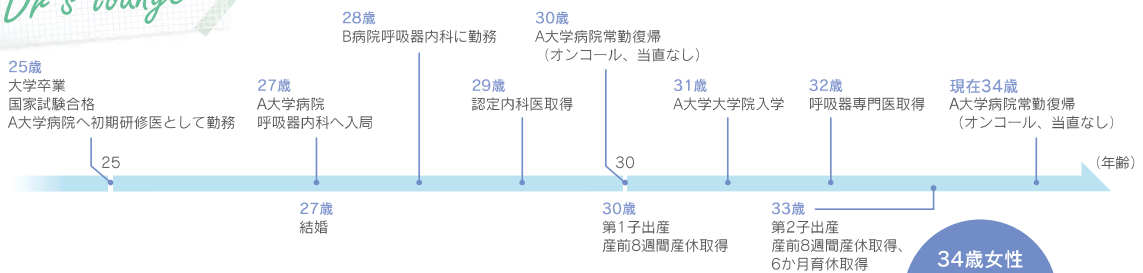 Dr's lounge
25歳
大学卒業
国家試験合格
A大学病院へ初期研修医として勤務
27歳
A大学病院
呼吸器内科へ入局
28歳
B病院呼吸器内科に勤務
29歳
認定内科医取得
30歳
A大学病院常勤復帰
（オンコール、当直なし）
31歳
A大学大学院入学
32歳
呼吸器専門医取得
現在34歳
A大学病院常勤復帰
（オンコール、当直なし）
25
30
（年齢）
27歳
結婚
30歳
第1子出産
産前8週間産休取得
33歳
第2子出産
産前8週間産休取得、
6か月育休取得
34歳女性